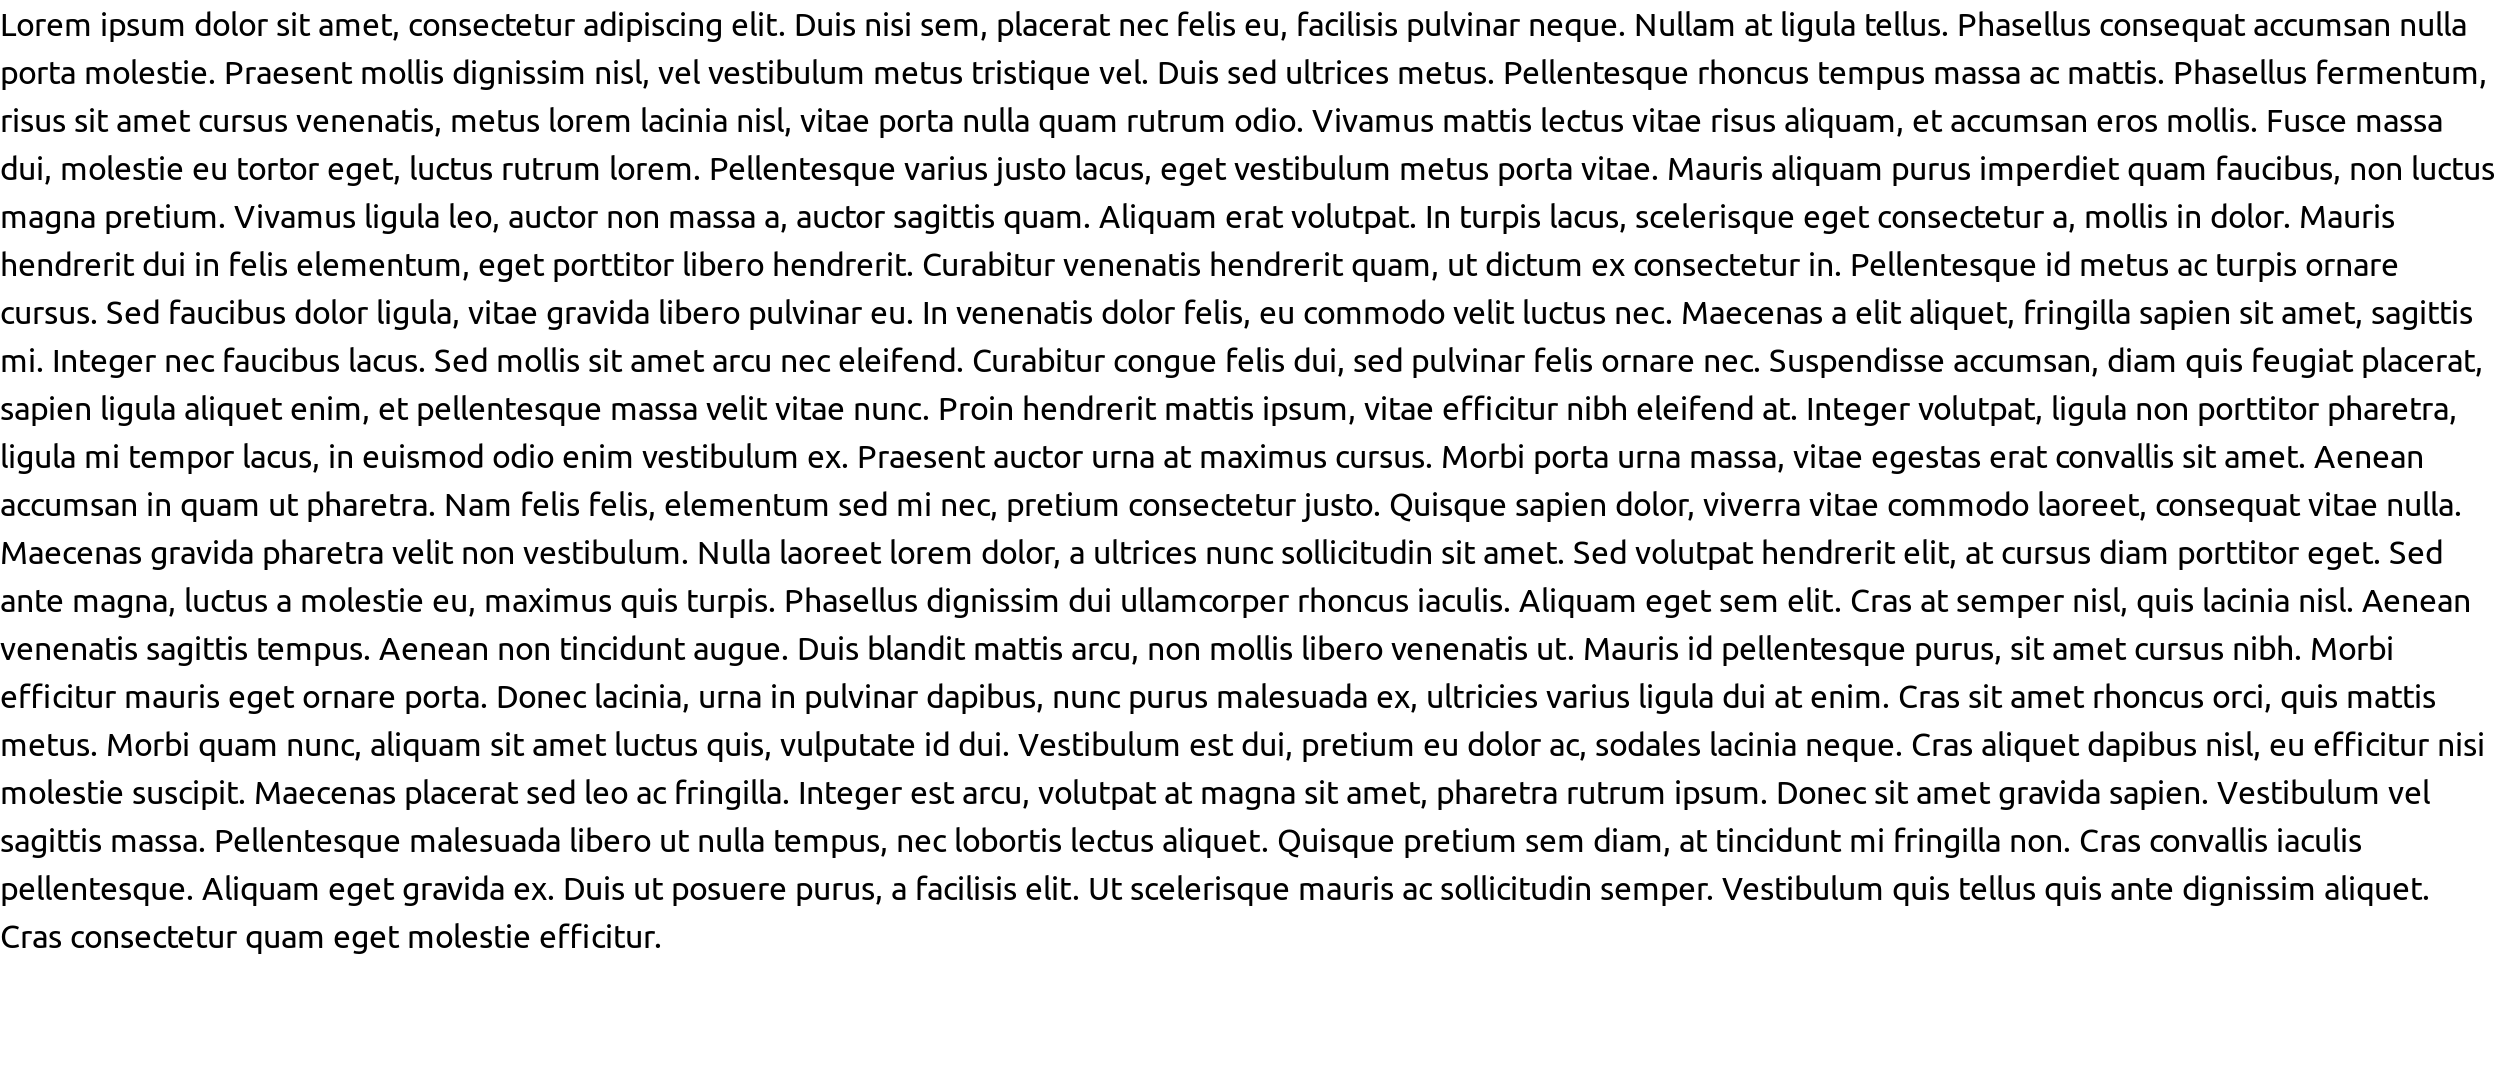 Lorem ipsum dolor sit amet, consectetur adipiscing elit. Duis nisi sem, placerat nec felis eu, facilisis pulvinar neque. Nullam at ligula tellus. Phasellus consequat accumsan nulla
porta molestie. Praesent mollis dignissim nisl, vel vestibulum metus tristique vel. Duis sed ultrices metus. Pellentesque rhoncus tempus massa ac mattis. Phasellus fermentum,
risus sit amet cursus venenatis, metus lorem lacinia nisl, vitae porta nulla quam rutrum odio. Vivamus mattis lectus vitae risus aliquam, et accumsan eros mollis. Fusce massa
dui, molestie eu tortor eget, luctus rutrum lorem. Pellentesque varius justo lacus, eget vestibulum metus porta vitae. Mauris aliquam purus imperdiet quam faucibus, non luctus
magna pretium. Vivamus ligula leo, auctor non massa a, auctor sagittis quam. Aliquam erat volutpat. In turpis lacus, scelerisque eget consectetur a, mollis in dolor. Mauris
hendrerit dui in felis elementum, eget porttitor libero hendrerit. Curabitur venenatis hendrerit quam, ut dictum ex consectetur in. Pellentesque id metus ac turpis ornare
cursus. Sed faucibus dolor ligula, vitae gravida libero pulvinar eu. In venenatis dolor felis, eu commodo velit luctus nec. Maecenas a elit aliquet, fringilla sapien sit amet, sagittis
mi. Integer nec faucibus lacus. Sed mollis sit amet arcu nec eleifend. Curabitur congue felis dui, sed pulvinar felis ornare nec. Suspendisse accumsan, diam quis feugiat placerat,
sapien ligula aliquet enim, et pellentesque massa velit vitae nunc. Proin hendrerit mattis ipsum, vitae efficitur nibh eleifend at. Integer volutpat, ligula non porttitor pharetra,
ligula mi tempor lacus, in euismod odio enim vestibulum ex. Praesent auctor urna at maximus cursus. Morbi porta urna massa, vitae egestas erat convallis sit amet. Aenean
accumsan in quam ut pharetra. Nam felis felis, elementum sed mi nec, pretium consectetur justo. Quisque sapien dolor, viverra vitae commodo laoreet, consequat vitae nulla.
Maecenas gravida pharetra velit non vestibulum. Nulla laoreet lorem dolor, a ultrices nunc sollicitudin sit amet. Sed volutpat hendrerit elit, at cursus diam porttitor eget. Sed
ante magna, luctus a molestie eu, maximus quis turpis. Phasellus dignissim dui ullamcorper rhoncus iaculis. Aliquam eget sem elit. Cras at semper nisl, quis lacinia nisl. Aenean
venenatis sagittis tempus. Aenean non tincidunt augue. Duis blandit mattis arcu, non mollis libero venenatis ut. Mauris id pellentesque purus, sit amet cursus nibh. Morbi
efficitur mauris eget ornare porta. Donec lacinia, urna in pulvinar dapibus, nunc purus malesuada ex, ultricies varius ligula dui at enim. Cras sit amet rhoncus orci, quis mattis
metus. Morbi quam nunc, aliquam sit amet luctus quis, vulputate id dui. Vestibulum est dui, pretium eu dolor ac, sodales lacinia neque. Cras aliquet dapibus nisl, eu efficitur nisi
molestie suscipit. Maecenas placerat sed leo ac fringilla. Integer est arcu, volutpat at magna sit amet, pharetra rutrum ipsum. Donec sit amet gravida sapien. Vestibulum vel
sagittis massa. Pellentesque malesuada libero ut nulla tempus, nec lobortis lectus aliquet. Quisque pretium sem diam, at tincidunt mi fringilla non. Cras convallis iaculis
pellentesque. Aliquam eget gravida ex. Duis ut posuere purus, a facilisis elit. Ut scelerisque mauris ac sollicitudin semper. Vestibulum quis tellus quis ante dignissim aliquet.
Cras consectetur quam eget molestie efficitur.